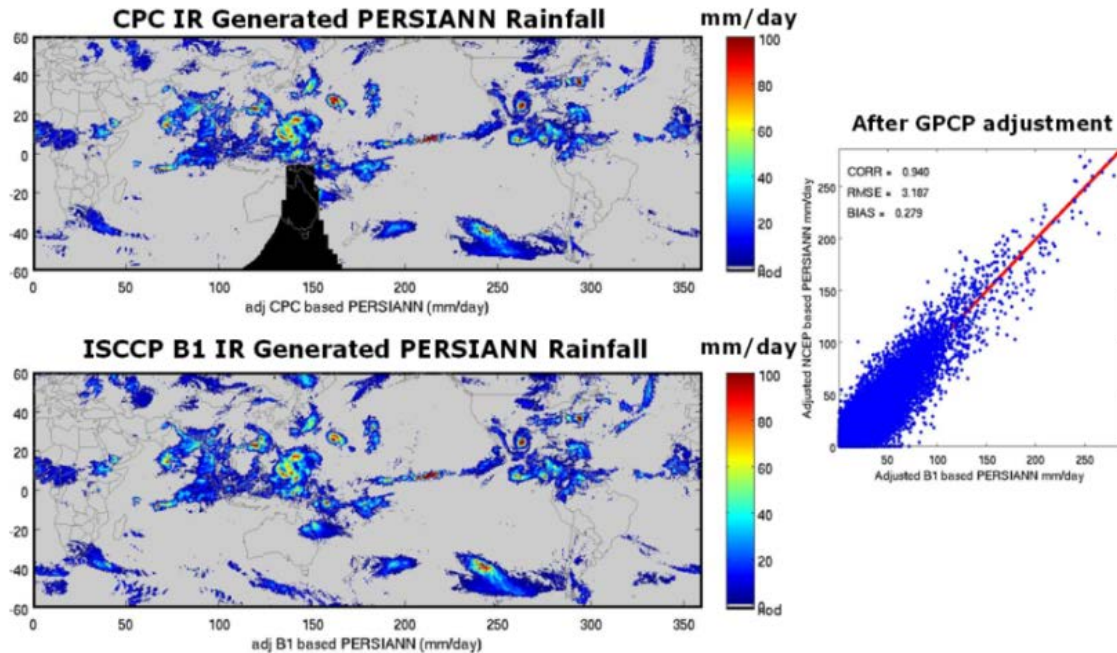 CPC IR Generated PERSIANN Rainfall
mm/day
60
40
20
0
-20
-40
-60
0 50 100 150 200 250 300 350
adj CPC based PERSIANN (mm/day)
100
80
60
40
20
0
ISCCP B1 IR Generated PERSIANN Rainfall
mm/day
60
40
20
0
-20
-40
-60
0 50 100 150 200 250 300 350
adj B1 based PERSIANN (mm/day)
100
80
60
40
20
0
After GPCP adjustment
CORR = 0.940
RMSE = 3.187
BIAS = 0.279
Adjusted NCEP based PERSIANN mm/day
250
200
150
100
50
0
50 100 150 200 250
Adjusted B1 based PERSIANN mm/day